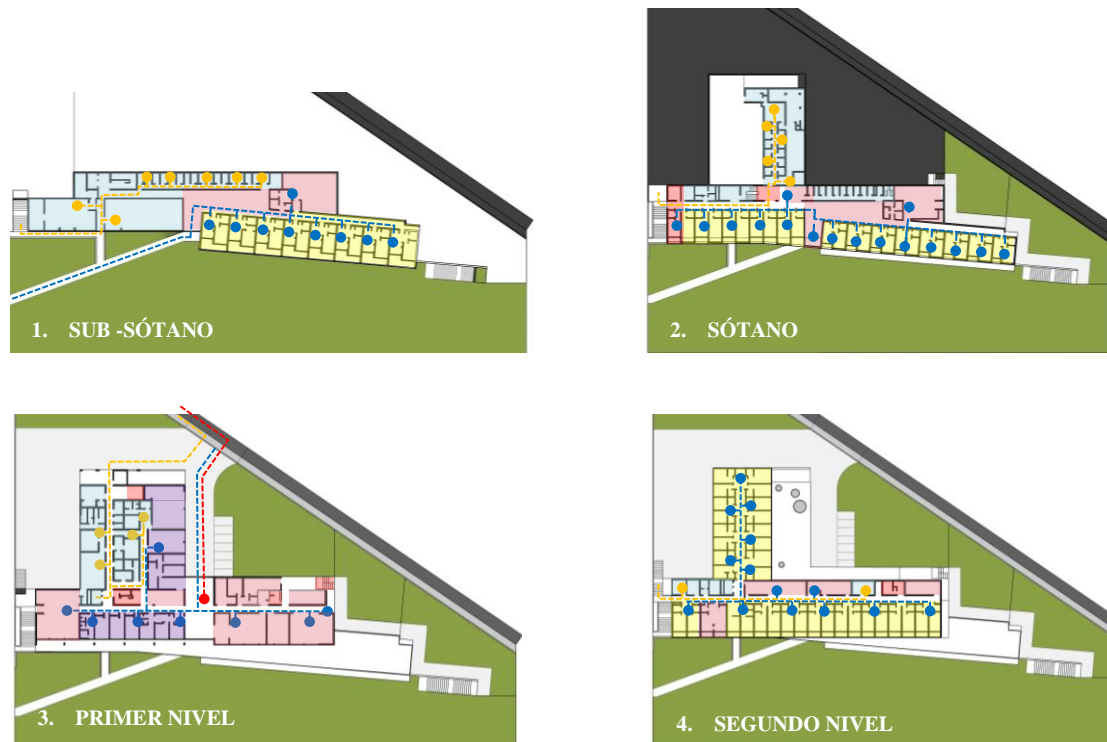 1. SUB -SÓTANO
2. SÓTANO
3. PRIMER NIVEL
4. SEGUNDO NIVEL